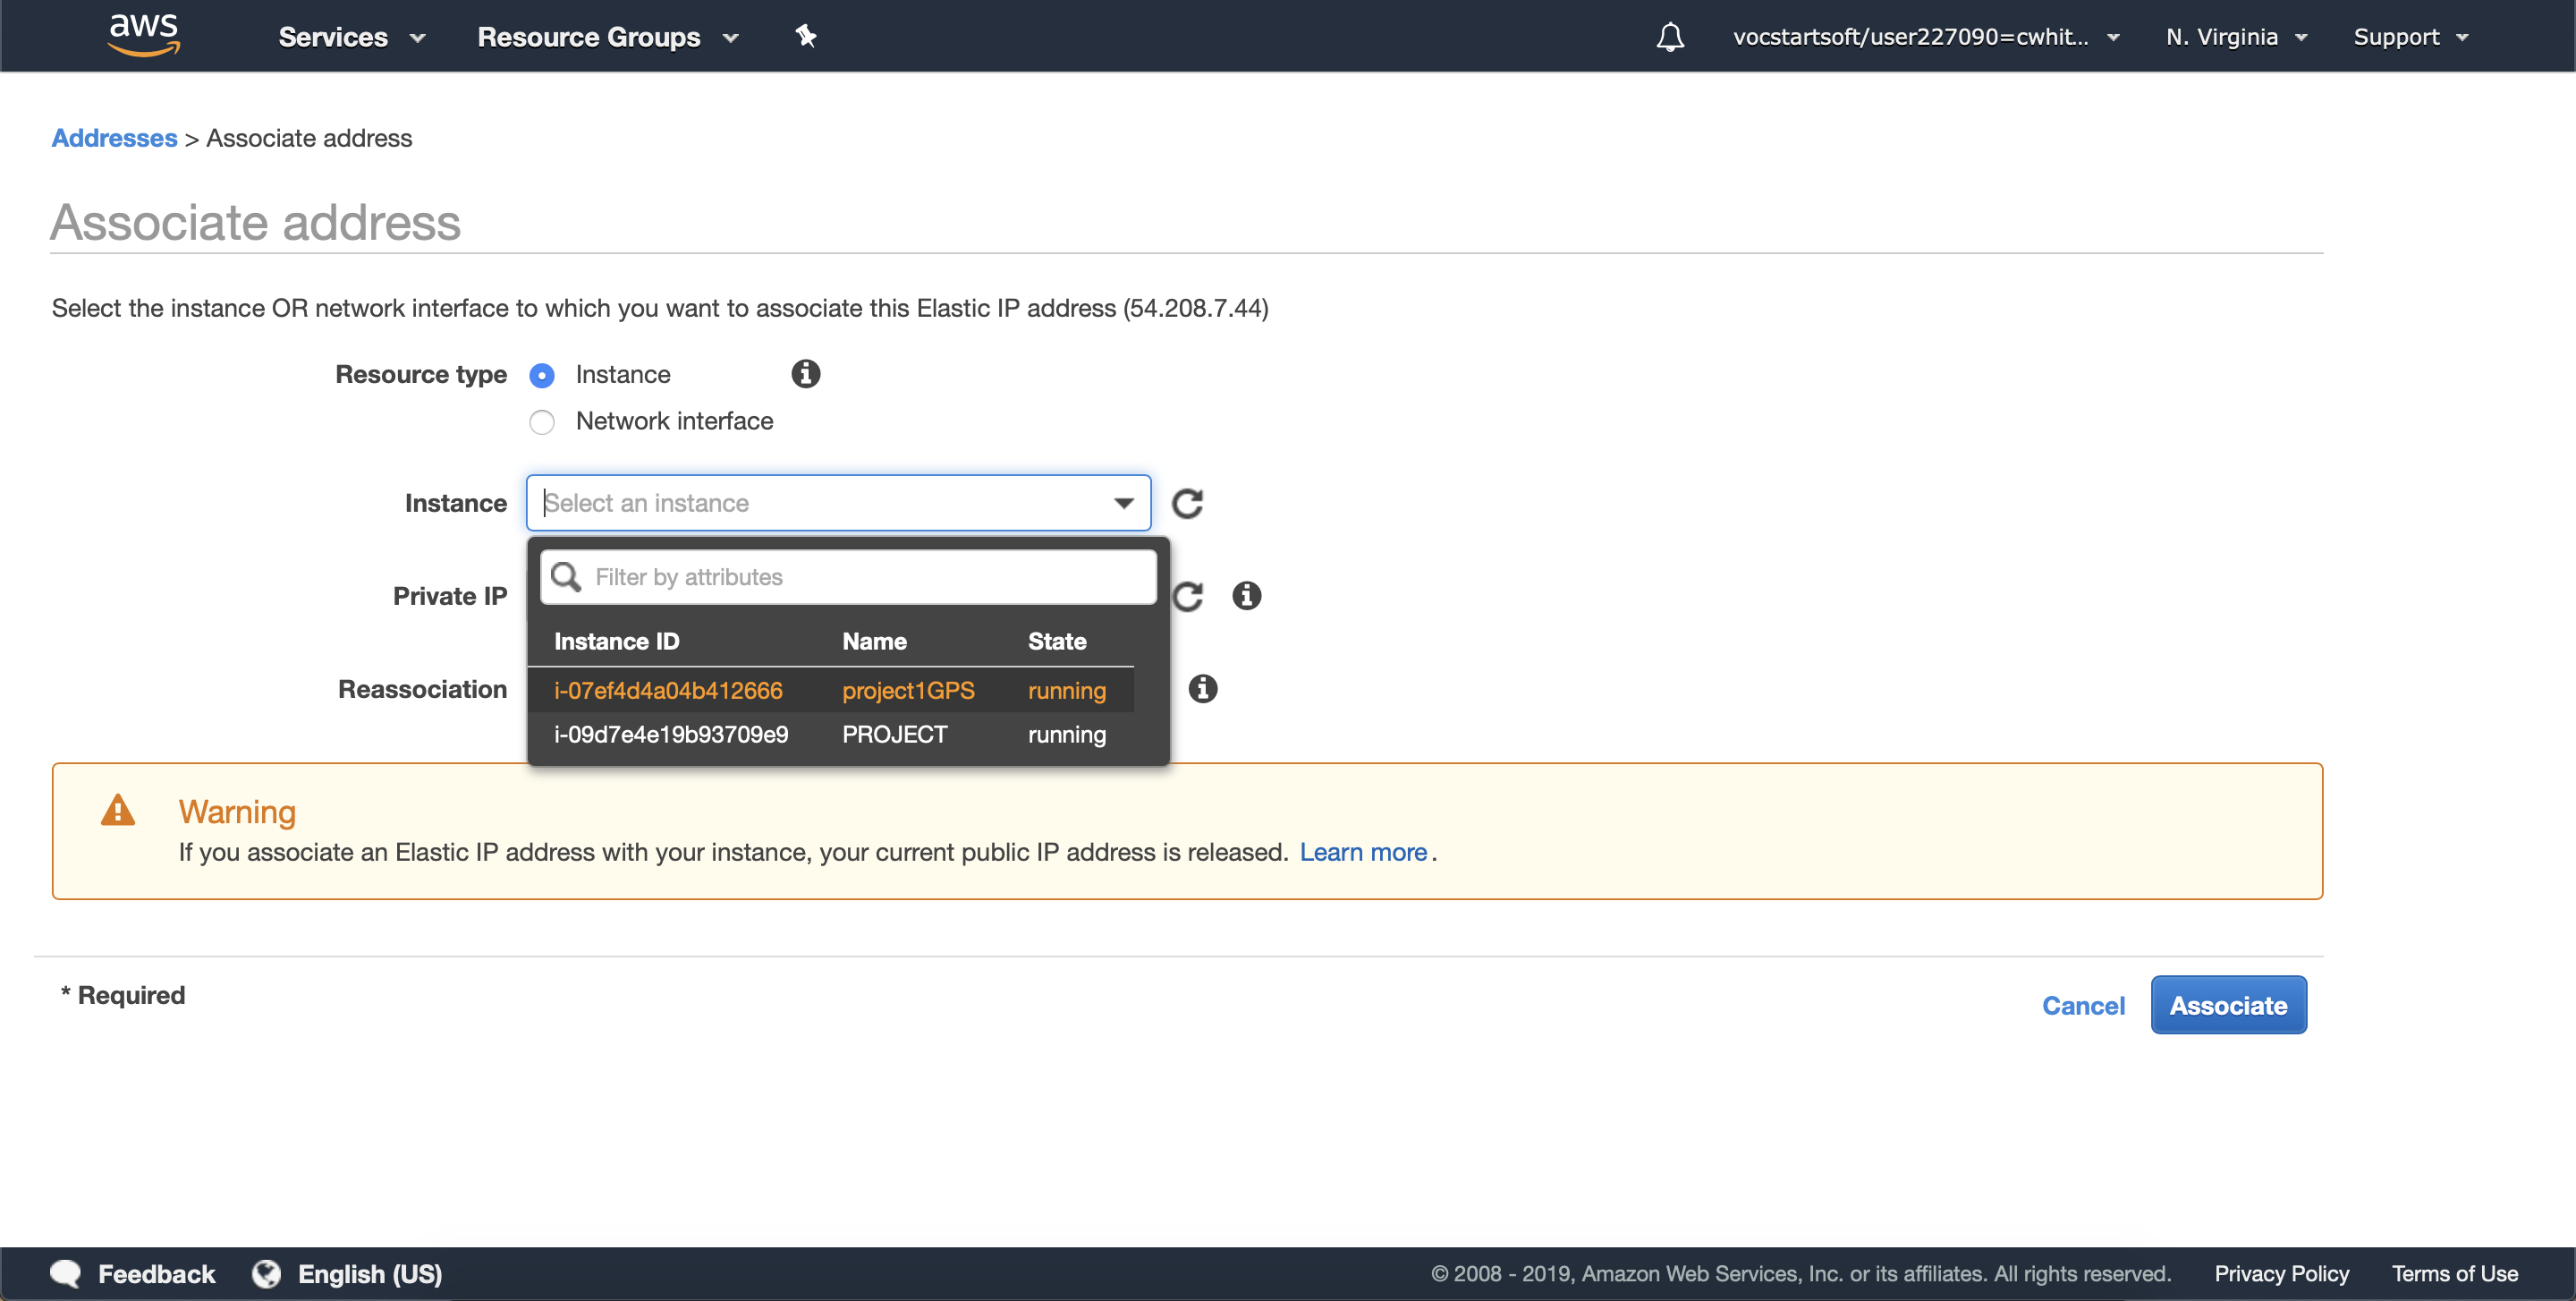 aws Services Resource Groups vocstartsoft/user227090=cwhit... N. Virginia Support
Addresses > Associate address
Associate address
Select the instance OR network interface to which you want to associate this Elastic IP address (54.208.7.44)
Resource type Instance
Network interface
Instance Select an instance
Filter by attributes
Private IP
Instance ID Name State
Reassociation i-07ef4d4a04b412666 project1GPS running
i-09d7e4e19b93709e9 PROJECT running
Warning
If you associate an Elastic IP address with your instance, your current public IP address is released. Learn more.
* Required
Cancel Associate
Feedback English (US) © 2008 - 2019, Amazon Web Services, Inc. or its affiliates. All rights reserved. Privacy Policy Terms of Use